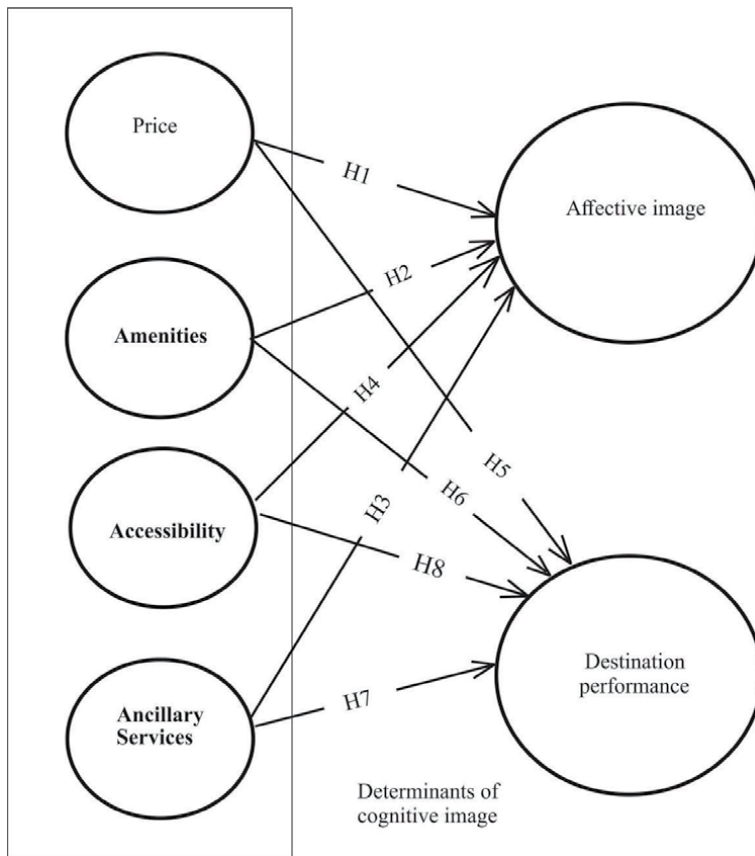 Price
H1
Affective image
H2
Amenities
H4
H5
H6
H3
Accessibility
H8
Destination
performance
Ancillary
Services
H7
Determinants of
cognitive image